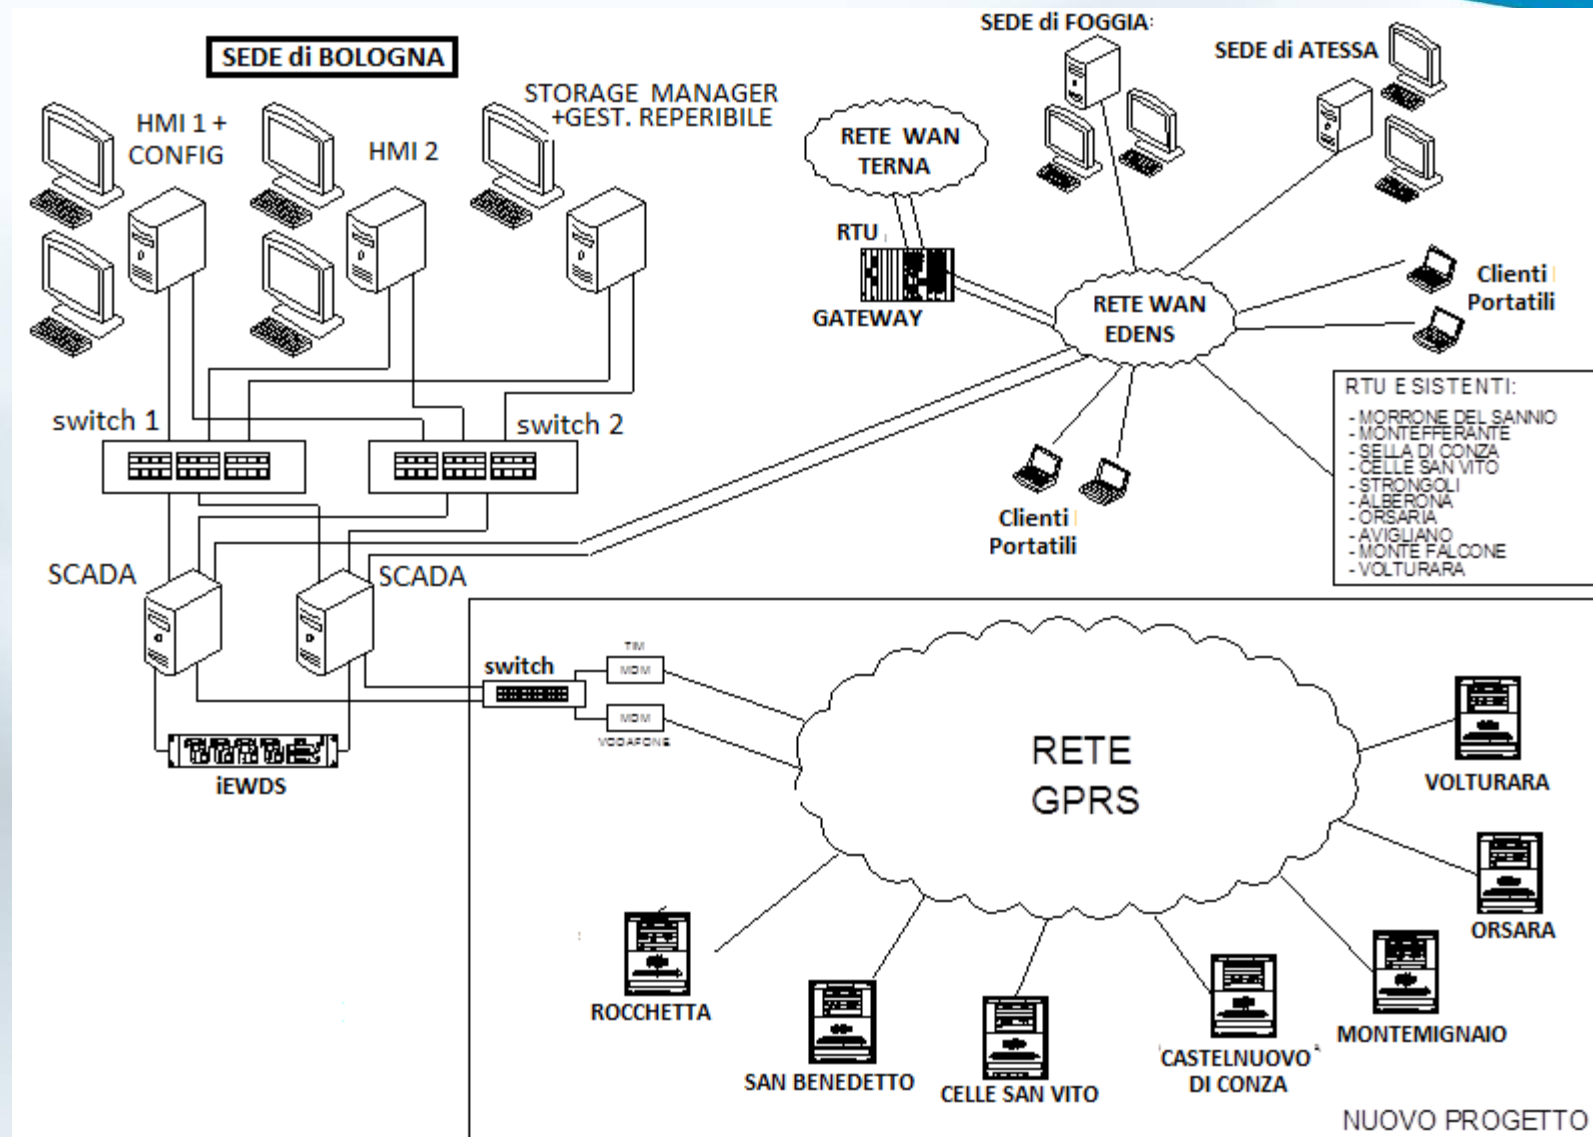 SEDE di BOLOGNA
HMI 1 +
CONFIG
HMI 2
STORAGE MANAGER
+GEST. REPERIBILE
SEDE di FOGGIA:
SEDE di ATESSA
RETE WAN
TERNA
RTU
GATEWAY
RETE WAN
EDENS
Clienti
Portatili
Clienti
Portatili
switch 1
switch 2
RTU ESISTENTI:
- MORRONE DEL SANNIO
- MONTEFFERANTE
- SELLA DI CONZA
- CELLE SAN VITO
- STRONGOLI
- ALBERONA
- ORSARIA
- AVIGLIANO
- MONTE FALCONE
- VOLTURARA
SCADA
SCADA
iEWDS
switch
TIM
MDM
MDM
VODAFONE
RETE
GPRS
VOLTURARA
ORSARA
MONTEMIGNAIO
CASTELNUOVO
DI CONZA
CELLE SAN VITO
SAN BENEDETTO
ROCCHETTA
NUOVO PROGETTO